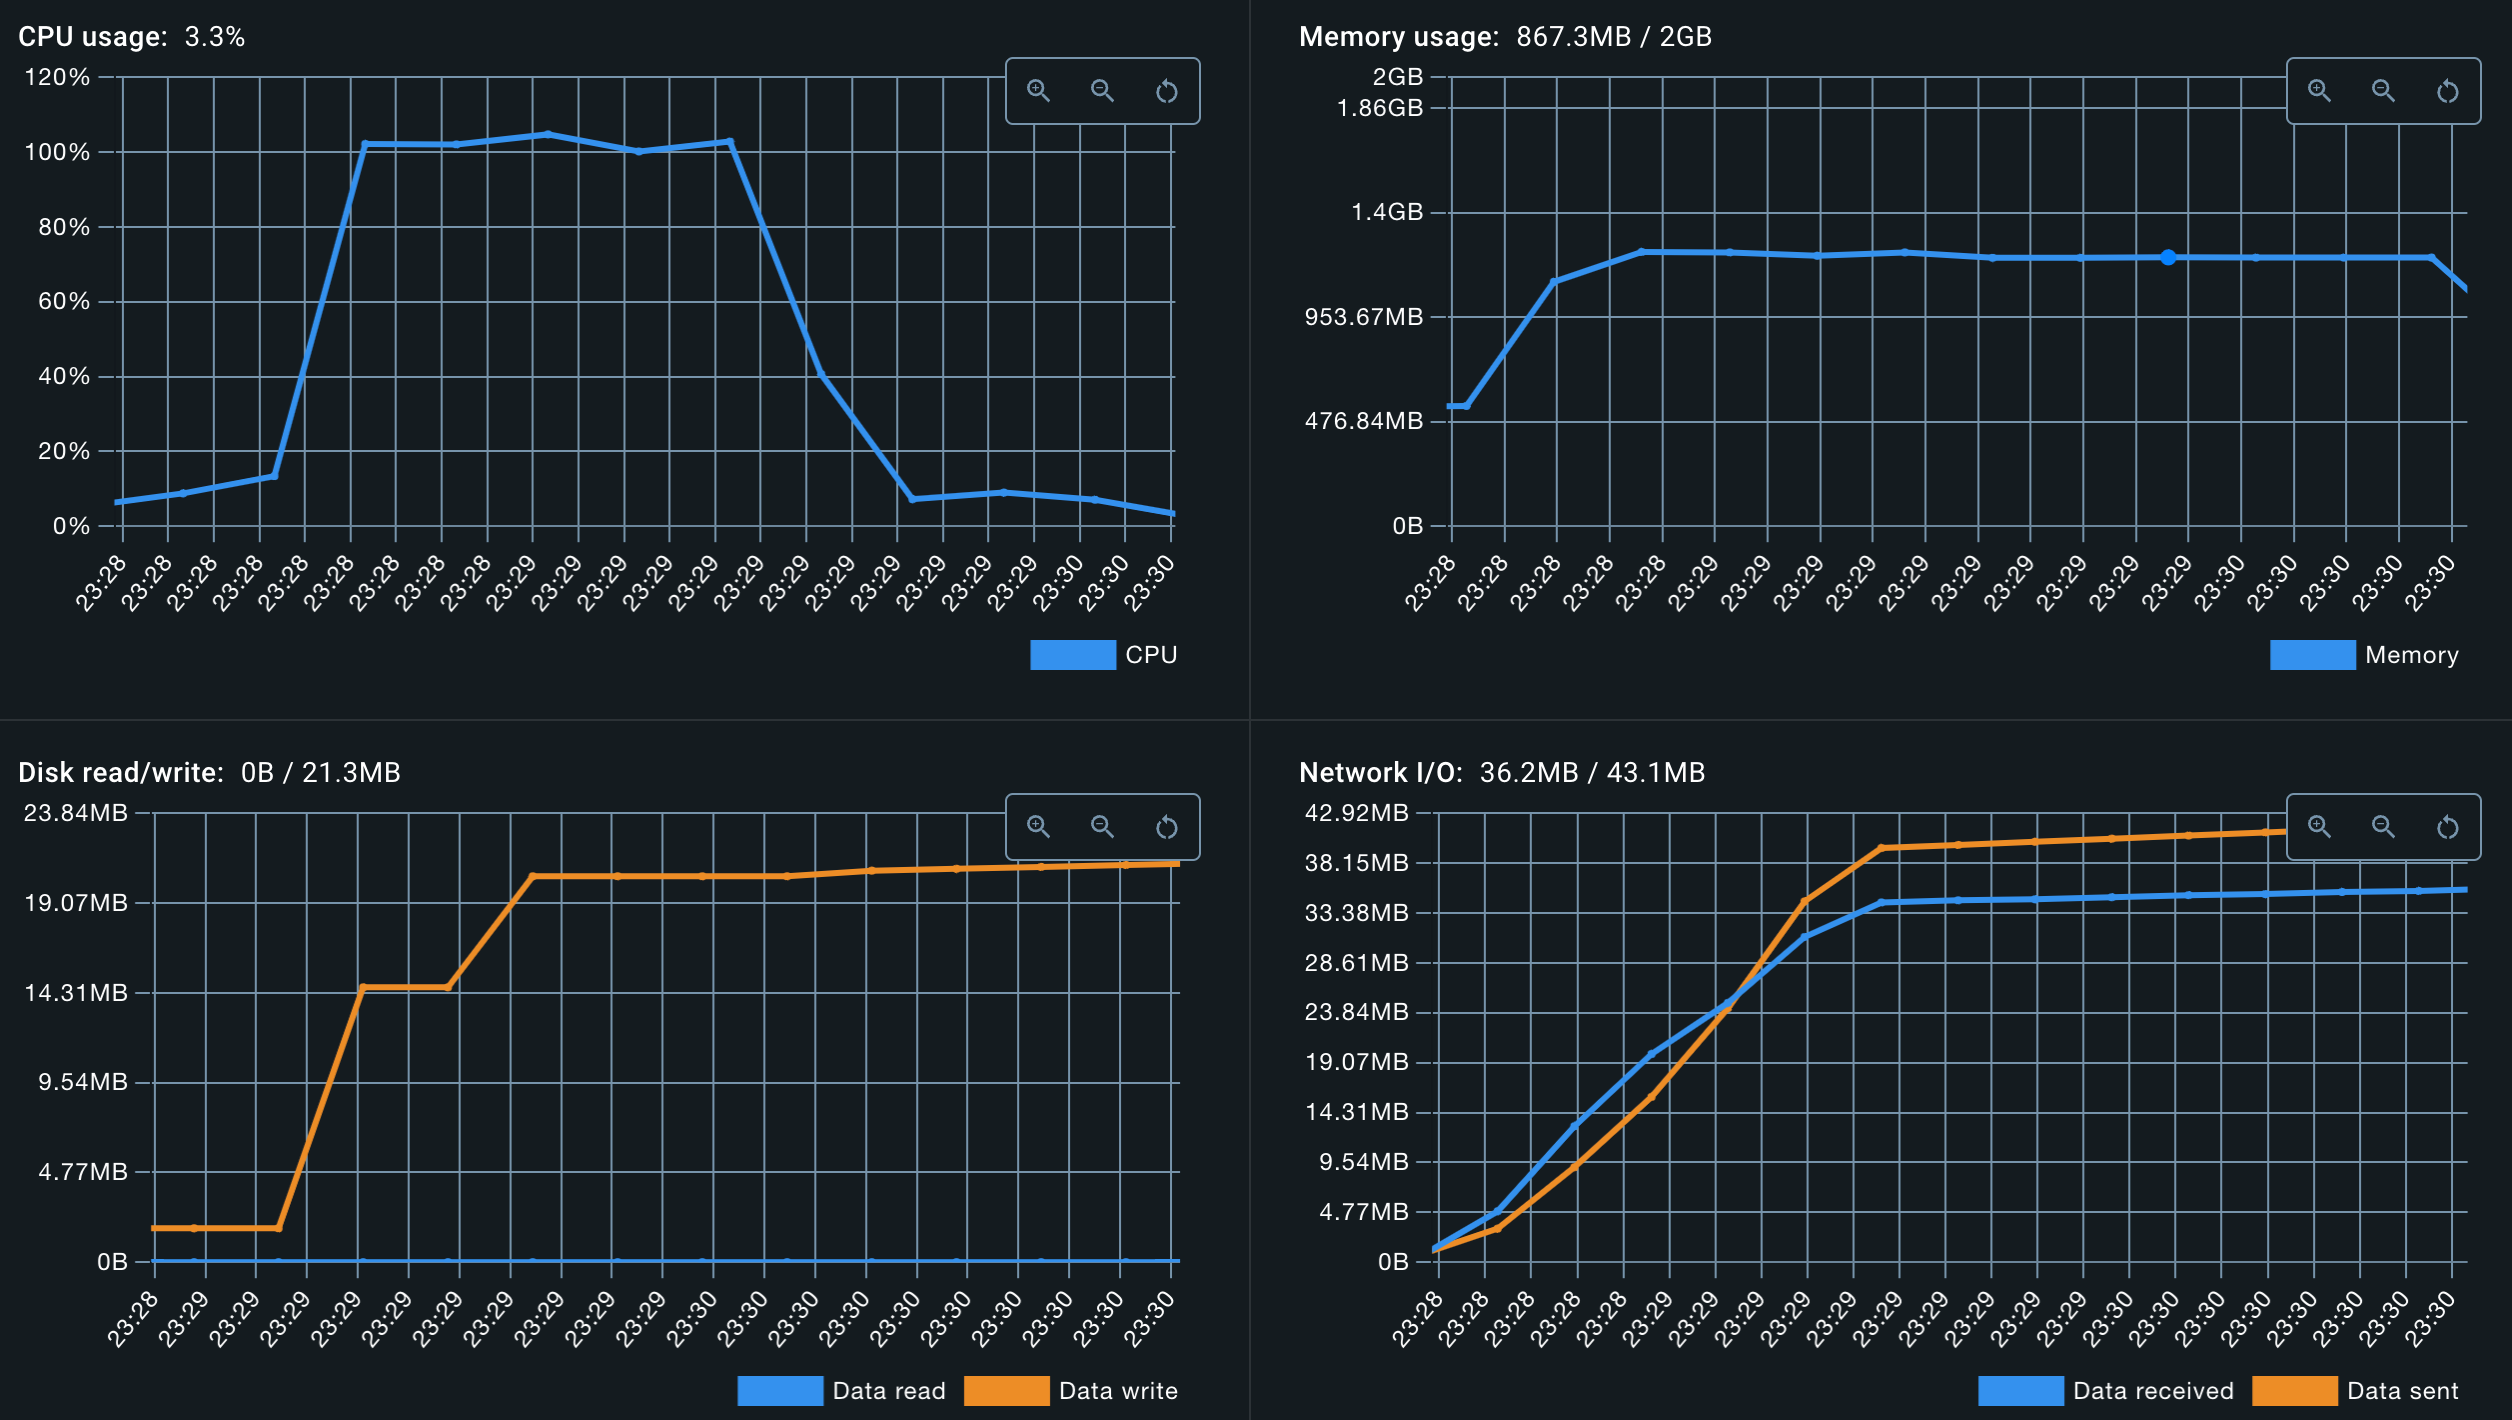 CPU usage: 3.3%
120%
100%
80%
60%
40%
20%
0%
23:28 23:28 23:28 23:28 23:28 23:28 23:28 23:28 23:28 23:29 23:29 23:29 23:29 23:29 23:29 23:29 23:29 23:29 23:29 23:29 23:29 23:30 23:30 23:30
CPU
Memory usage: 867.3MB / 2GB
2GB
1.86GB
1.4GB
953.67MB
476.84MB
0B
23:28 23:28 23:28 23:28 23:28 23:29 23:29 23:29 23:29 23:29 23:29 23:29 23:29 23:29 23:29 23:30 23:30 23:30 23:30 23:30
Memory
Disk read/write: 0B / 21.3MB
23.84MB
19.07MB
14.31MB
9.54MB
4.77MB
0B
23:28 23:29 23:29 23:29 23:29 23:29 23:29 23:29 23:29 23:29 23:29 23:30 23:30 23:30 23:30 23:30 23:30 23:30 23:30 23:30 23:30
Data read Data write
Network I/O: 36.2MB / 43.1MB
42.92MB
38.15MB
33.38MB
28.61MB
23.84MB
19.07MB
14.31MB
9.54MB
4.77MB
0B
23:28 23:28 23:28 23:28 23:28 23:29 23:29 23:29 23:29 23:29 23:29 23:29 23:29 23:29 23:29 23:30 23:30 23:30 23:30 23:30 23:30 23:30 23:30
Data received Data sent